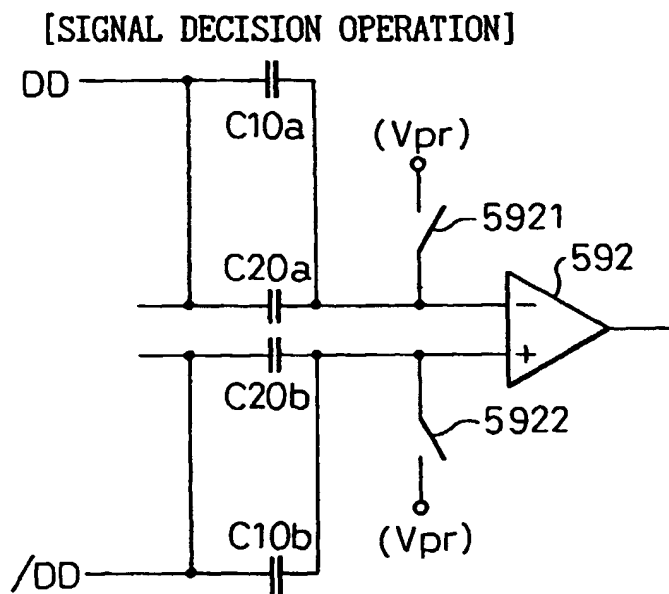 [SIGNAL DECISION OPERATION]
DD
C10a
(Vpr)
5921
592
C20a
−
+
C20b
5922
C10b
(Vpr)
/DD